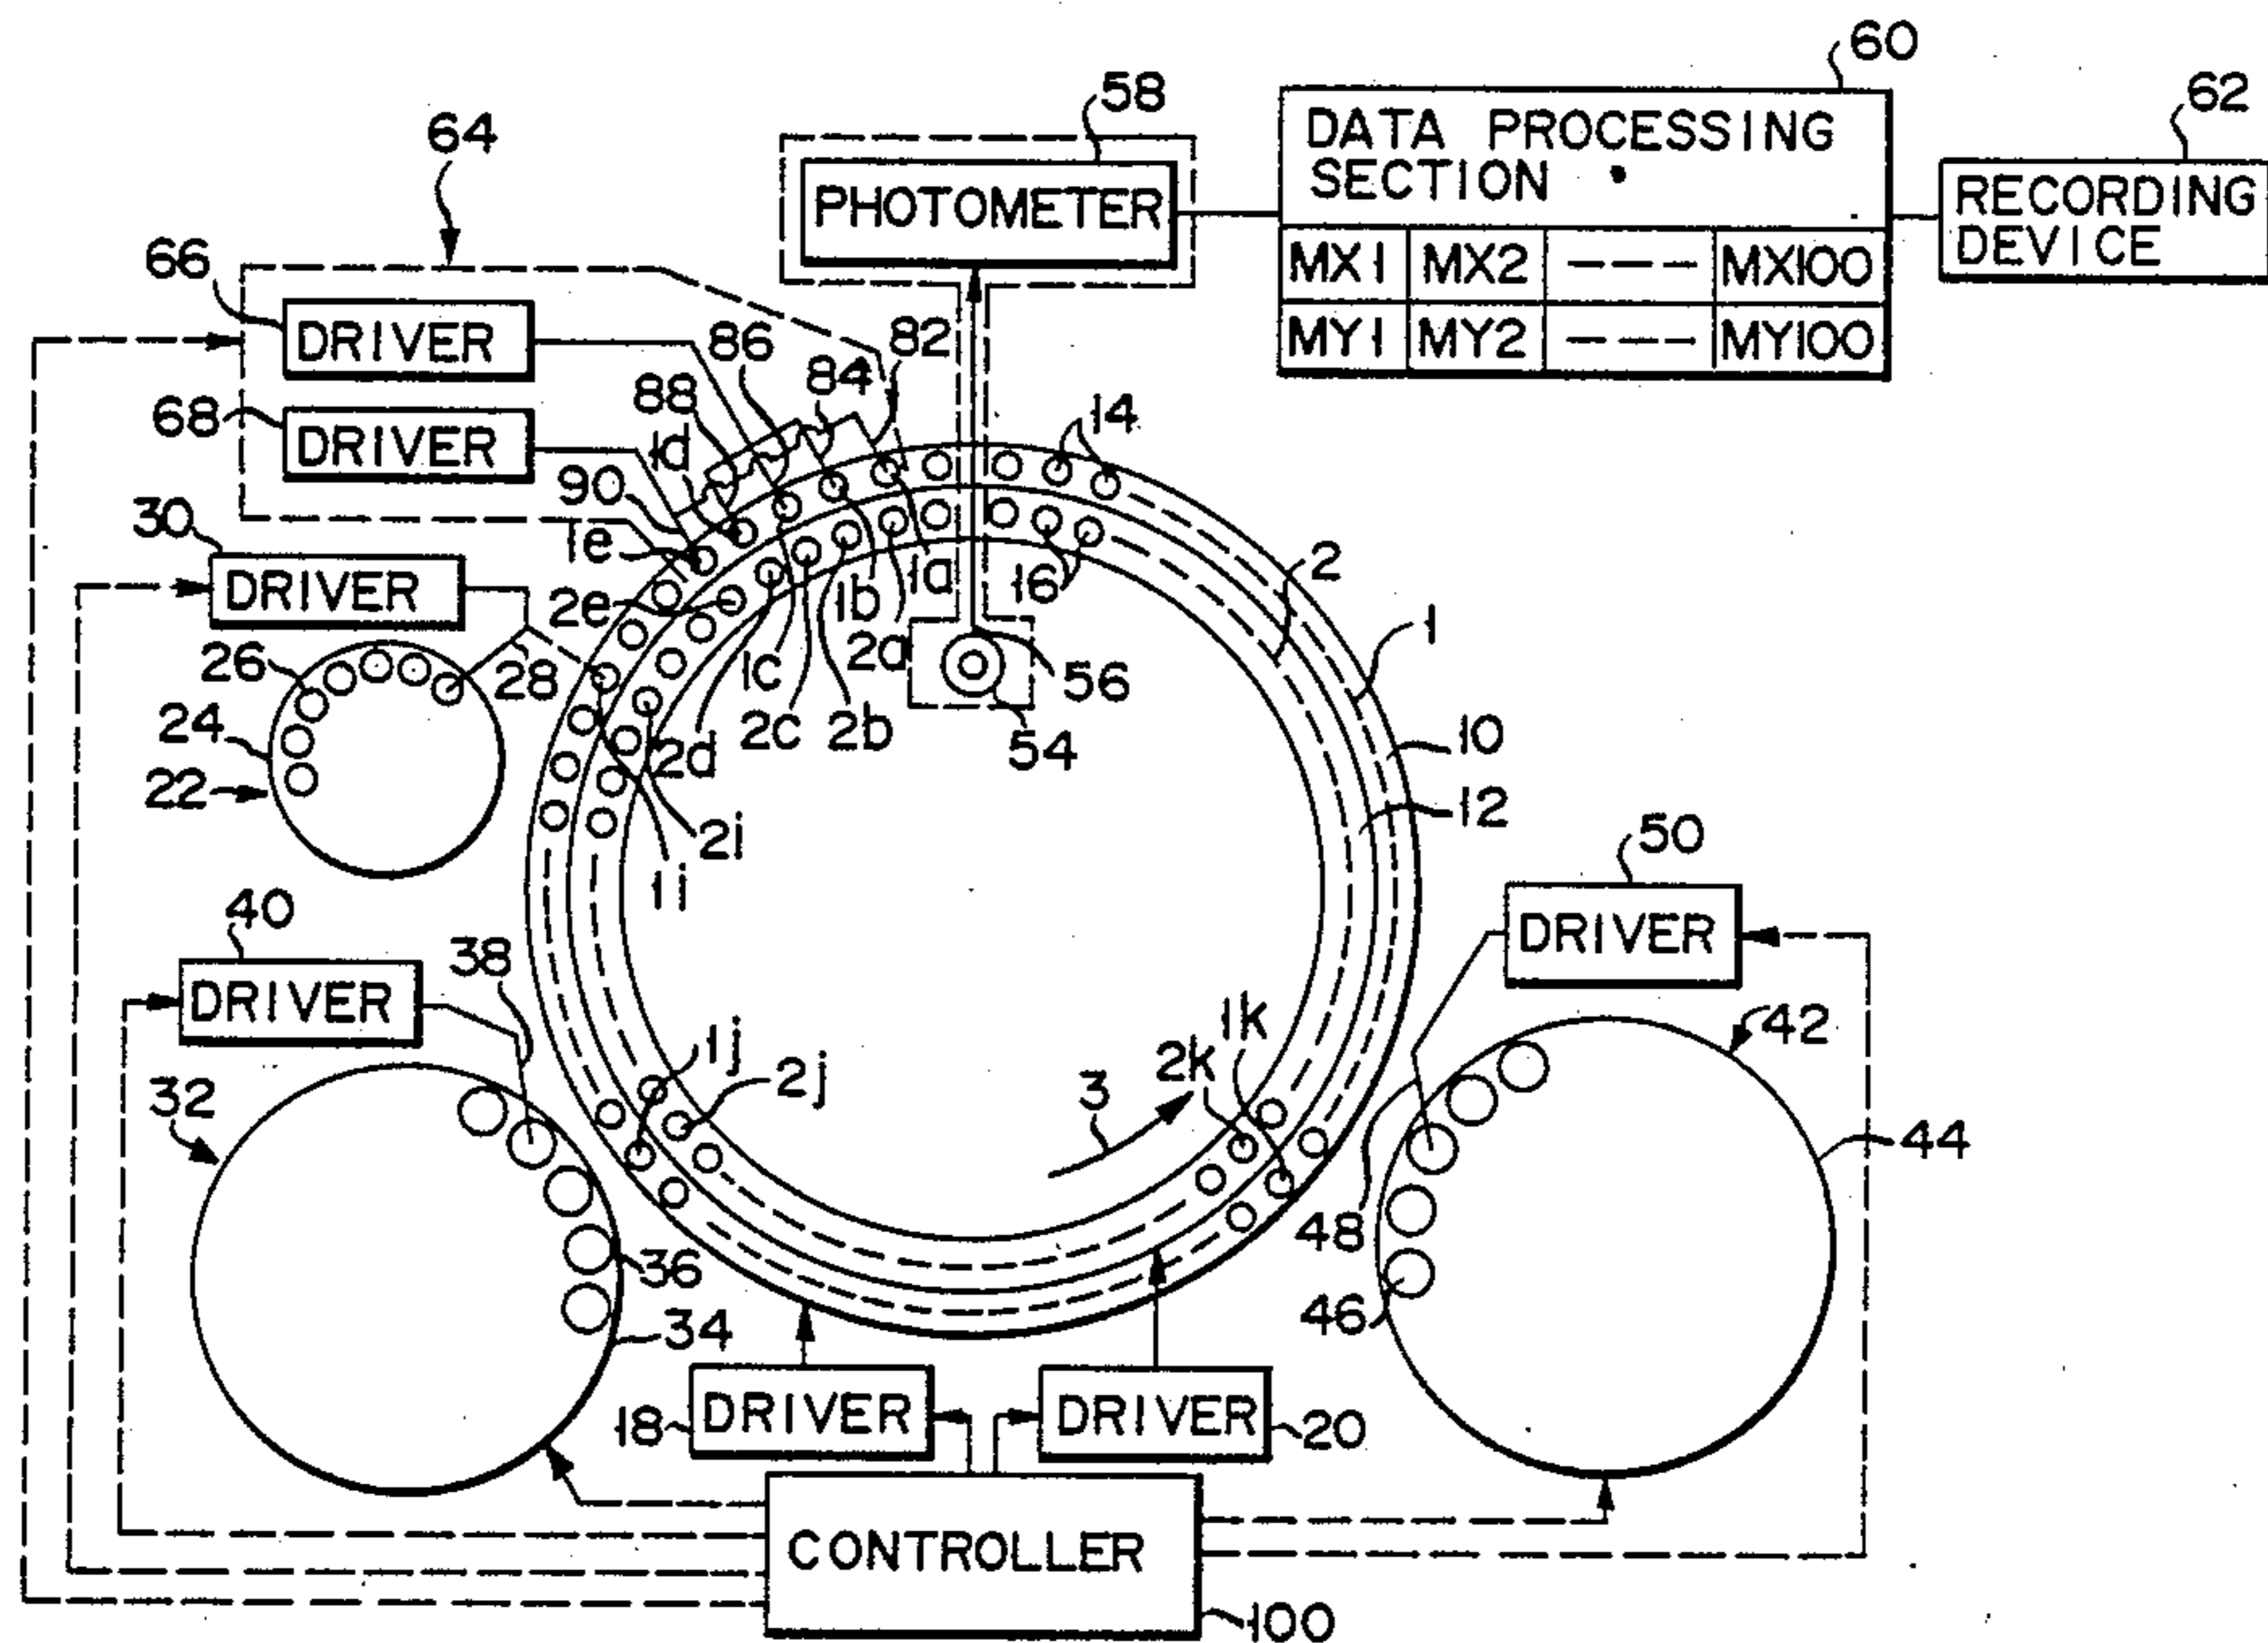 60
58
62
64
DATA PROCESSING
SECTION
PHOTOMETER
RECORDING
DEVICE
66
MX1 MX2 --- MX100
MY1 MY2 --- MY100
DRIVER
86
82
84
88
14
68
DRIVER
1d
90
30
1e
DRIVER
2e
1b
1a
16
2
1
26
28
1c
2a
56
24
2d
2c
2b
54
10
22
2i
12
1i
50
40
38
DRIVER
DRIVER
1k
42
1j
2j
2k
3
32
44
48
36
46
34
18
DRIVER
DRIVER
20
CONTROLLER
100